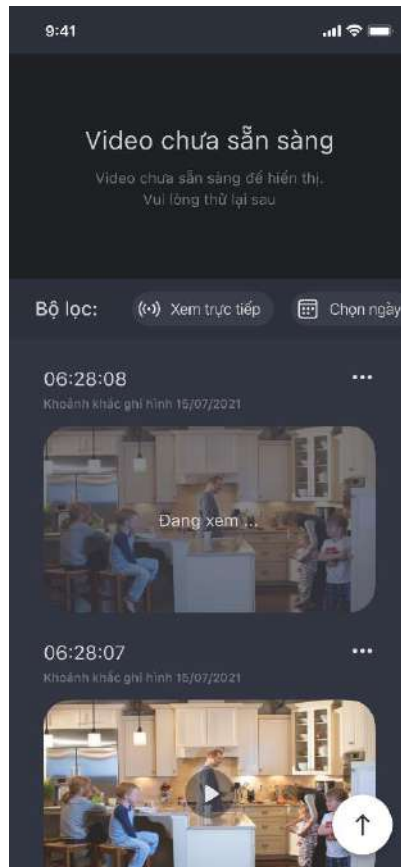 9:41
Video chưa sẵn sàng
Video chưa sẵn sàng để hiển thị.
Vui lòng thử lại sau
Bộ lọc:
Xem trực tiếp
Chọn ngày
06:28:08
Khoảnh khắc ghi hình 15/07/2021
Đang xem ...
06:28:07
Khoảnh khắc ghi hình 15/07/2021